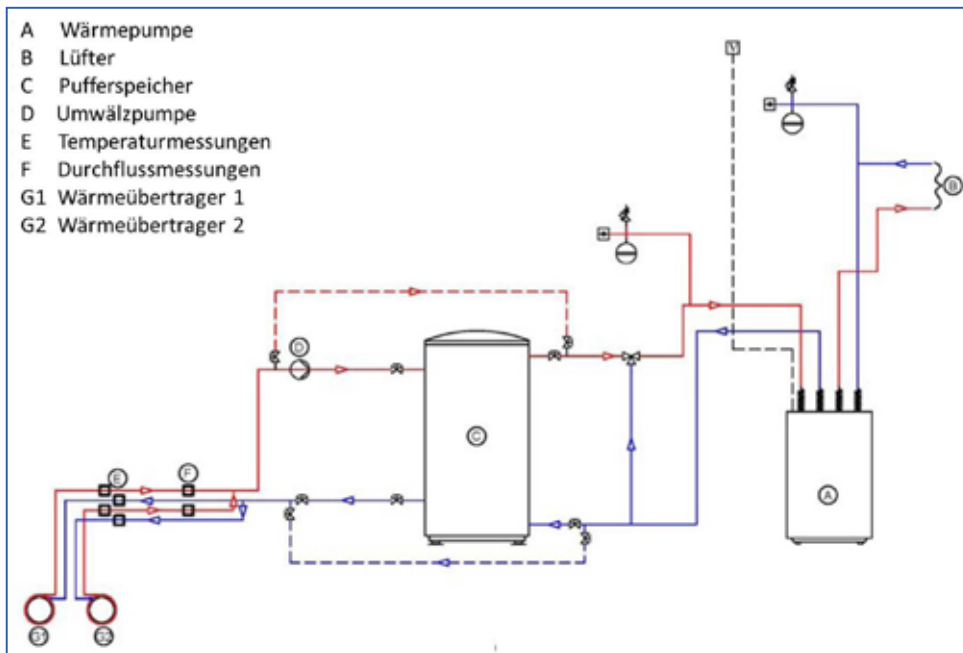 A Wärmepumpe
B Lüfter
C Pufferspeicher
D Umwälzpumpe
E Temperaturmessungen
F Durchflussmessungen
G1 Wärmeübertrager 1
G2 Wärmeübertrager 2
B
D
C
E
F
A
G1
G2